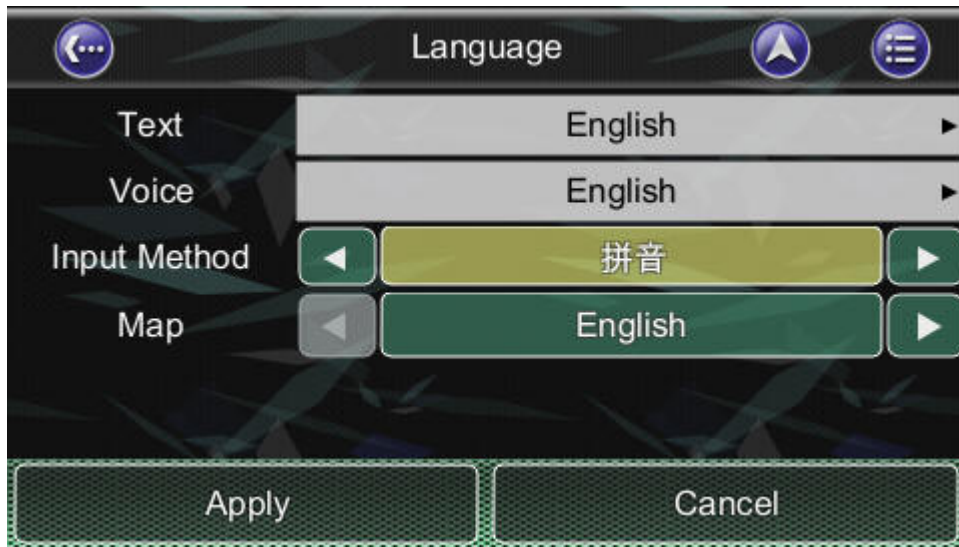 Language
Text English
Voice English
Input Method 拼音
Map English
Apply Cancel